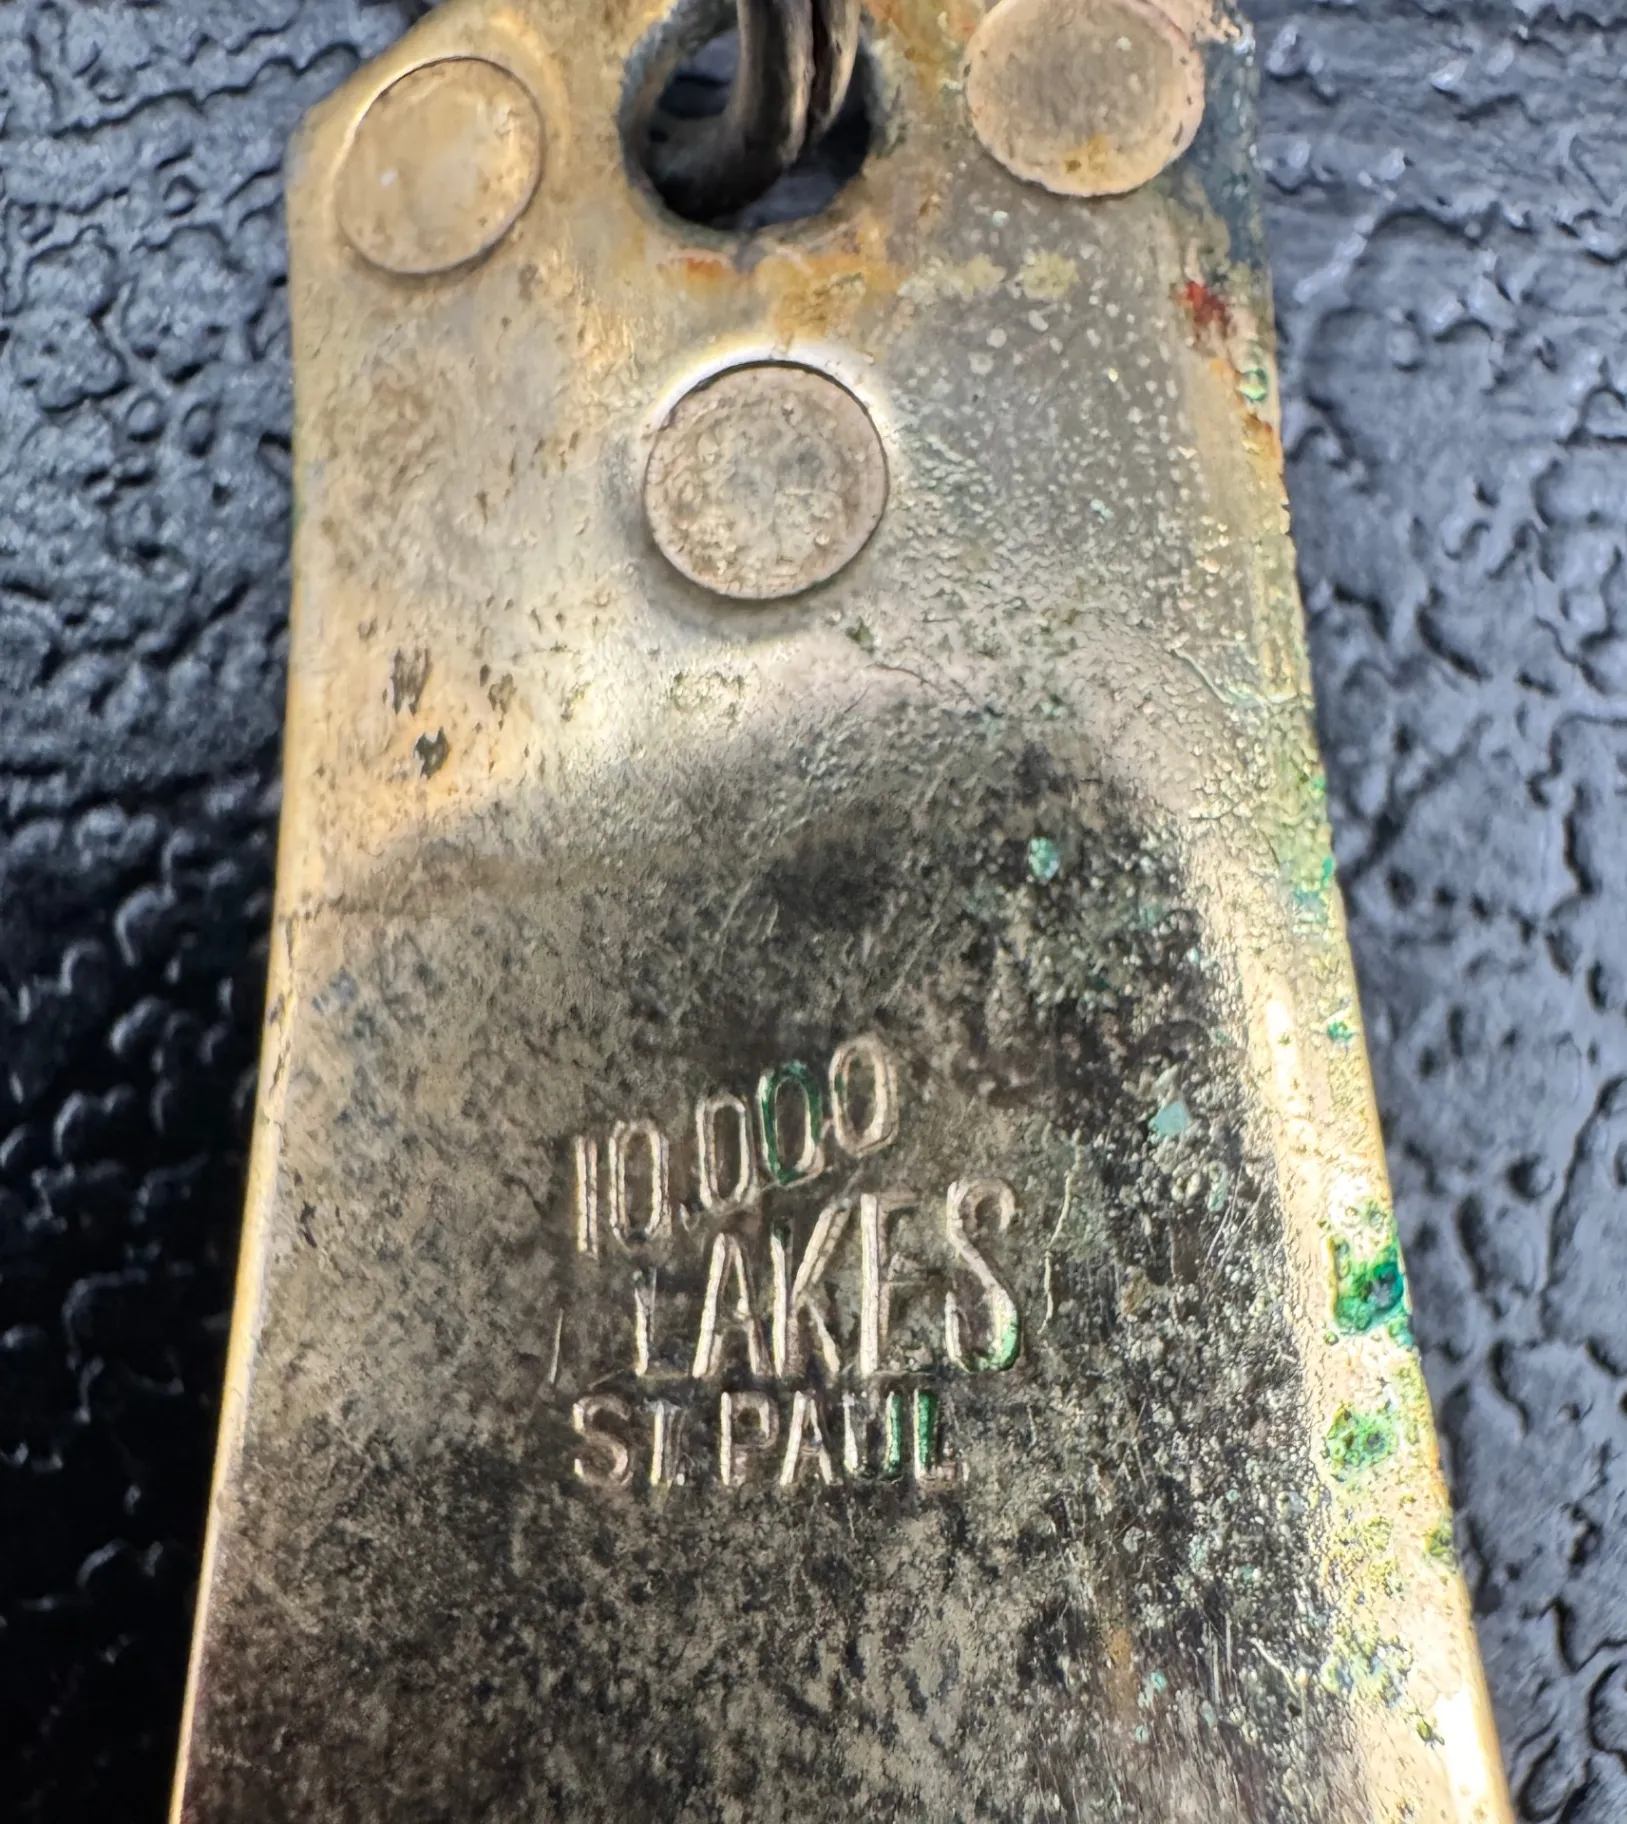 10,000
LAKES
ST. PAUL